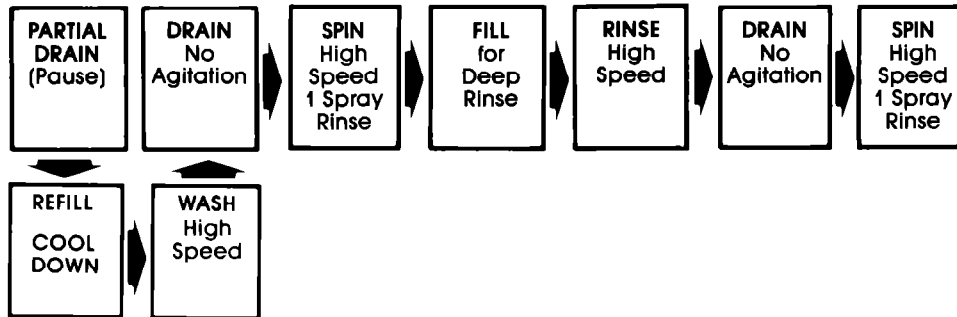 PARTIAL
DRAIN
(Pause)
REFILL
COOL
DOWN
WASH
High
Speed
DRAIN
No
Agitation
SPIN
High
Speed
1 Spray
Rinse
FILL
for
Deep
Rinse
RINSE
High
Speed
DRAIN
No
Agitation
SPIN
High
Speed
1 Spray
Rinse